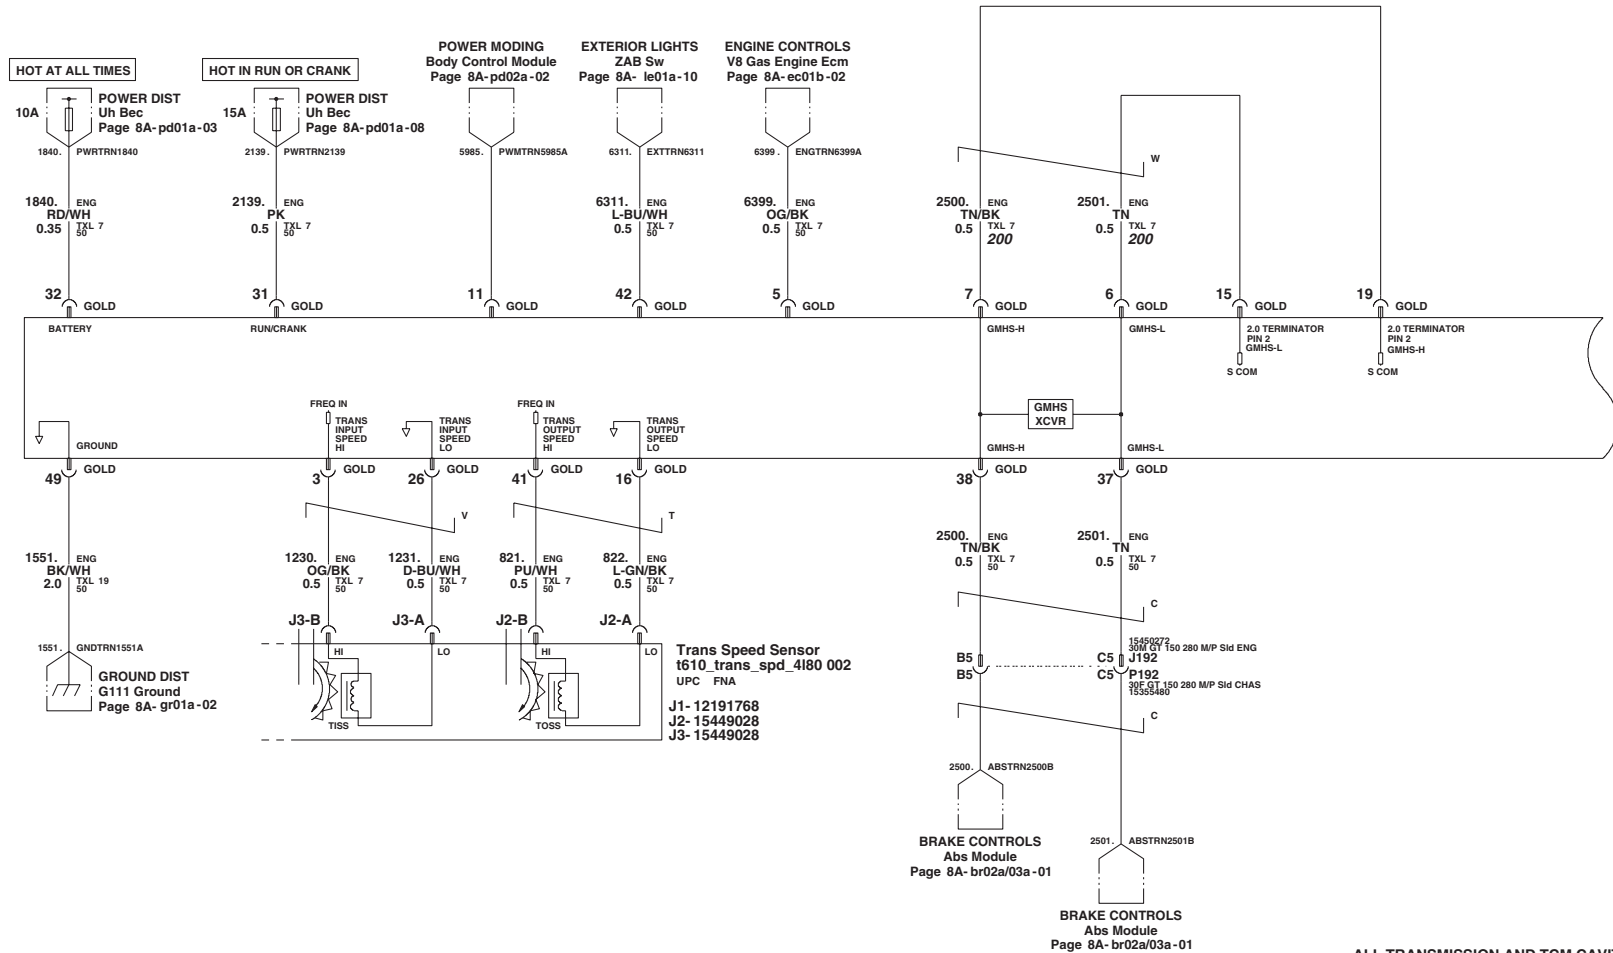 HOT AT ALL TIMES
10A
POWER DIST
Uh Bec
Page 8A-pd01a-03
1840. PWRTRN1840
HOT IN RUN OR CRANK
15A
POWER DIST
Uh Bec
Page 8A-pd01a-08
2139. PWRTRN2139
POWER MODING
Body Control Module
Page 8A-pd02a-02
5985. PWMTRN5985A
EXTERIOR LIGHTS
ZAB Sw
Page 8A- le01a-10
6311. EXTTRN6311
ENGINE CONTROLS
V8 Gas Engine Ecm
Page 8A-ec01b-02
6399. ENGTRN6399A
W
1840. ENG
RD/WH
0.35 TXL 7
50
2139. ENG
PK
0.5 TXL 7
50
6311. ENG
L-BU/WH
0.5 TXL 7
50
6399. ENG
OG/BK
0.5 TXL 7
50
2500. ENG
TN/BK
0.5 TXL 7
200
2501. ENG
TN
0.5 TXL 7
200
32 GOLD
31 GOLD
11 GOLD
42 GOLD
5 GOLD
7 GOLD
6 GOLD
15 GOLD
19 GOLD
BATTERY
RUN/CRANK
GMHS-H
GMHS-L
2.0 TERMINATOR
PIN 2
GMHS-L
S COM
2.0 TERMINATOR
PIN 2
GMHS-H
S COM
GROUND
FREQ IN
TRANS
INPUT
SPEED
HI
TRANS
INPUT
SPEED
LO
FREQ IN
TRANS
OUTPUT
SPEED
HI
TRANS
OUTPUT
SPEED
LO
GMHS
XCVR
GMHS-H
GMHS-L
49 GOLD
3 GOLD
26 GOLD
41 GOLD
16 GOLD
38 GOLD
37 GOLD
V
T
1551. ENG
BK/WH
2.0 TXL 19
50
1230. ENG
OG/BK
0.5 TXL 7
50
1231. ENG
D-BU/WH
0.5 TXL 7
50
821. ENG
PU/WH
0.5 TXL 7
50
822. ENG
L-GN/BK
0.5 TXL 7
50
2500. ENG
TN/BK
0.5 TXL 7
50
2501. ENG
TN
0.5 TXL 7
50
C
J3-B
J3-A
J2-B
J2-A
HI
LO
HI
LO
TISS
TOSS
Trans Speed Sensor
t610_trans_spd_4l80 002
UPC FNA
J1- 12191768
J2- 15449028
J3- 15449028
1551. GNDTRN1551A
GROUND DIST
G111 Ground
Page 8A- gr01a-02
15450272
30M GT 150 280 M/P Sld ENG
B5
C5 J192
B5
C5 P192
30F GT 150 280 M/P Sld CHAS
15355480
C
2500. ABSTRN2500B
BRAKE CONTROLS
Abs Module
Page 8A- br02a/03a-01
2501. ABSTRN2501B
BRAKE CONTROLS
Abs Module
Page 8A- br02a/03a-01